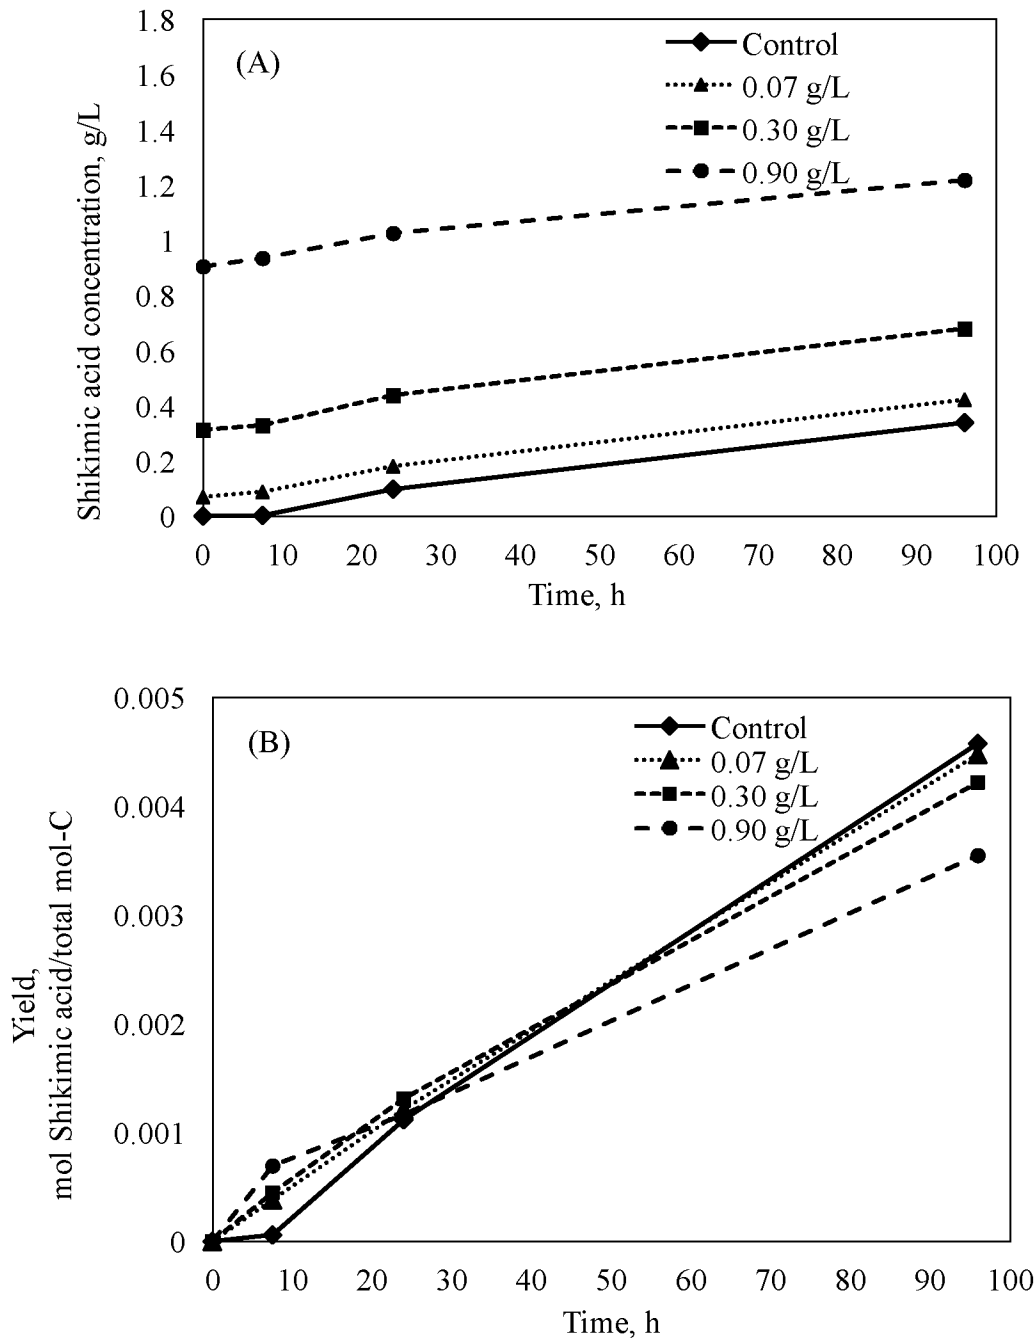 1.8
1.6
1.4
1.2
1
0.8
0.6
0.4
0.2
0
Shikimic acid concentration, g/L
(A)
Control
0.07 g/L
0.30 g/L
0.90 g/L
0 10 20 30 40 50 60 70 80 90 100
Time, h
0.005
0.004
0.003
0.002
0.001
0
Yield,
mol Shikimic acid/total mol-C
(B)
Control
0.07 g/L
0.30 g/L
0.90 g/L
0 10 20 30 40 50 60 70 80 90 100
Time, h